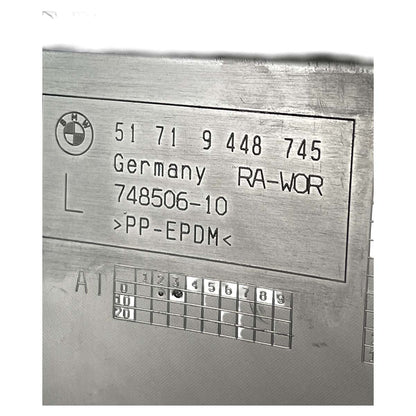 BMW
51 71 9 448 745
Germany RA-WOR
L 748506-10
>PP-EPDM<
A1 1 2 3 4 5 6 7 8 9
0
10
20